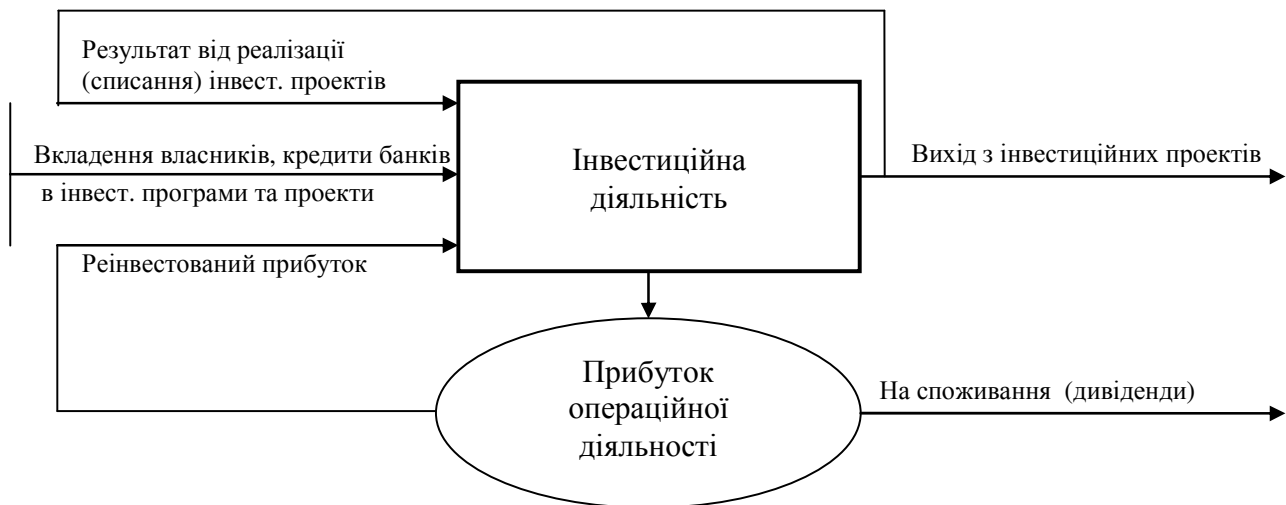 Результат від реалізації
(списання) інвест. проектів
Вкладення власників, кредити банків
в інвест. програми та проекти
Реінвестований прибуток
Інвестиційна
діяльність
Вихід з інвестиційних проектів
Прибуток
операційної
діяльності
На споживання (дивіденди)